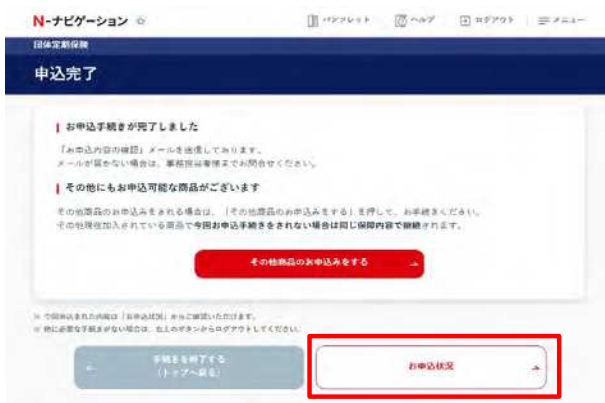 N-ナビゲーション
パンフレット
ヘルプ
ログアウト
メニュー
団体定期保険
申込完了
お申込手続きが完了しました
「お申込内容の確認」メールを送信しております。
メールが届かない場合は、事務担当者様までお問合せください。
その他にもお申込可能な商品がございます
その他商品のお申込みをされる場合は、「その他商品のお申込みをする」を押して、お手続きください。
その他現在加入されている商品で今回お申込手続きをされない場合は同じ保障内容で継続されます。
その他商品のお申込みをする
※ 今回申込まれた内容は「お申込状況」からご確認いただけます。
※ 他に必要な手続きがない場合は、右上のボタンからログアウトしてください。
手続きを終了する
(トップへ戻る)
お申込状況